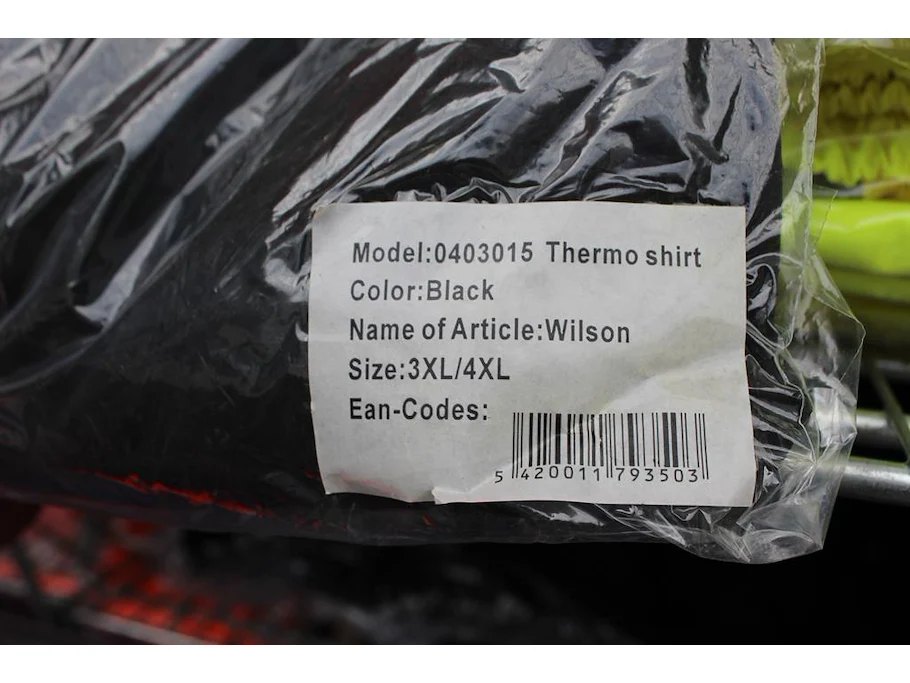 Model:0403015 Thermo shirt
Color:Black
Name of Article:Wilson
Size:3XL/4XL
Ean-Codes:
5 420011 793503